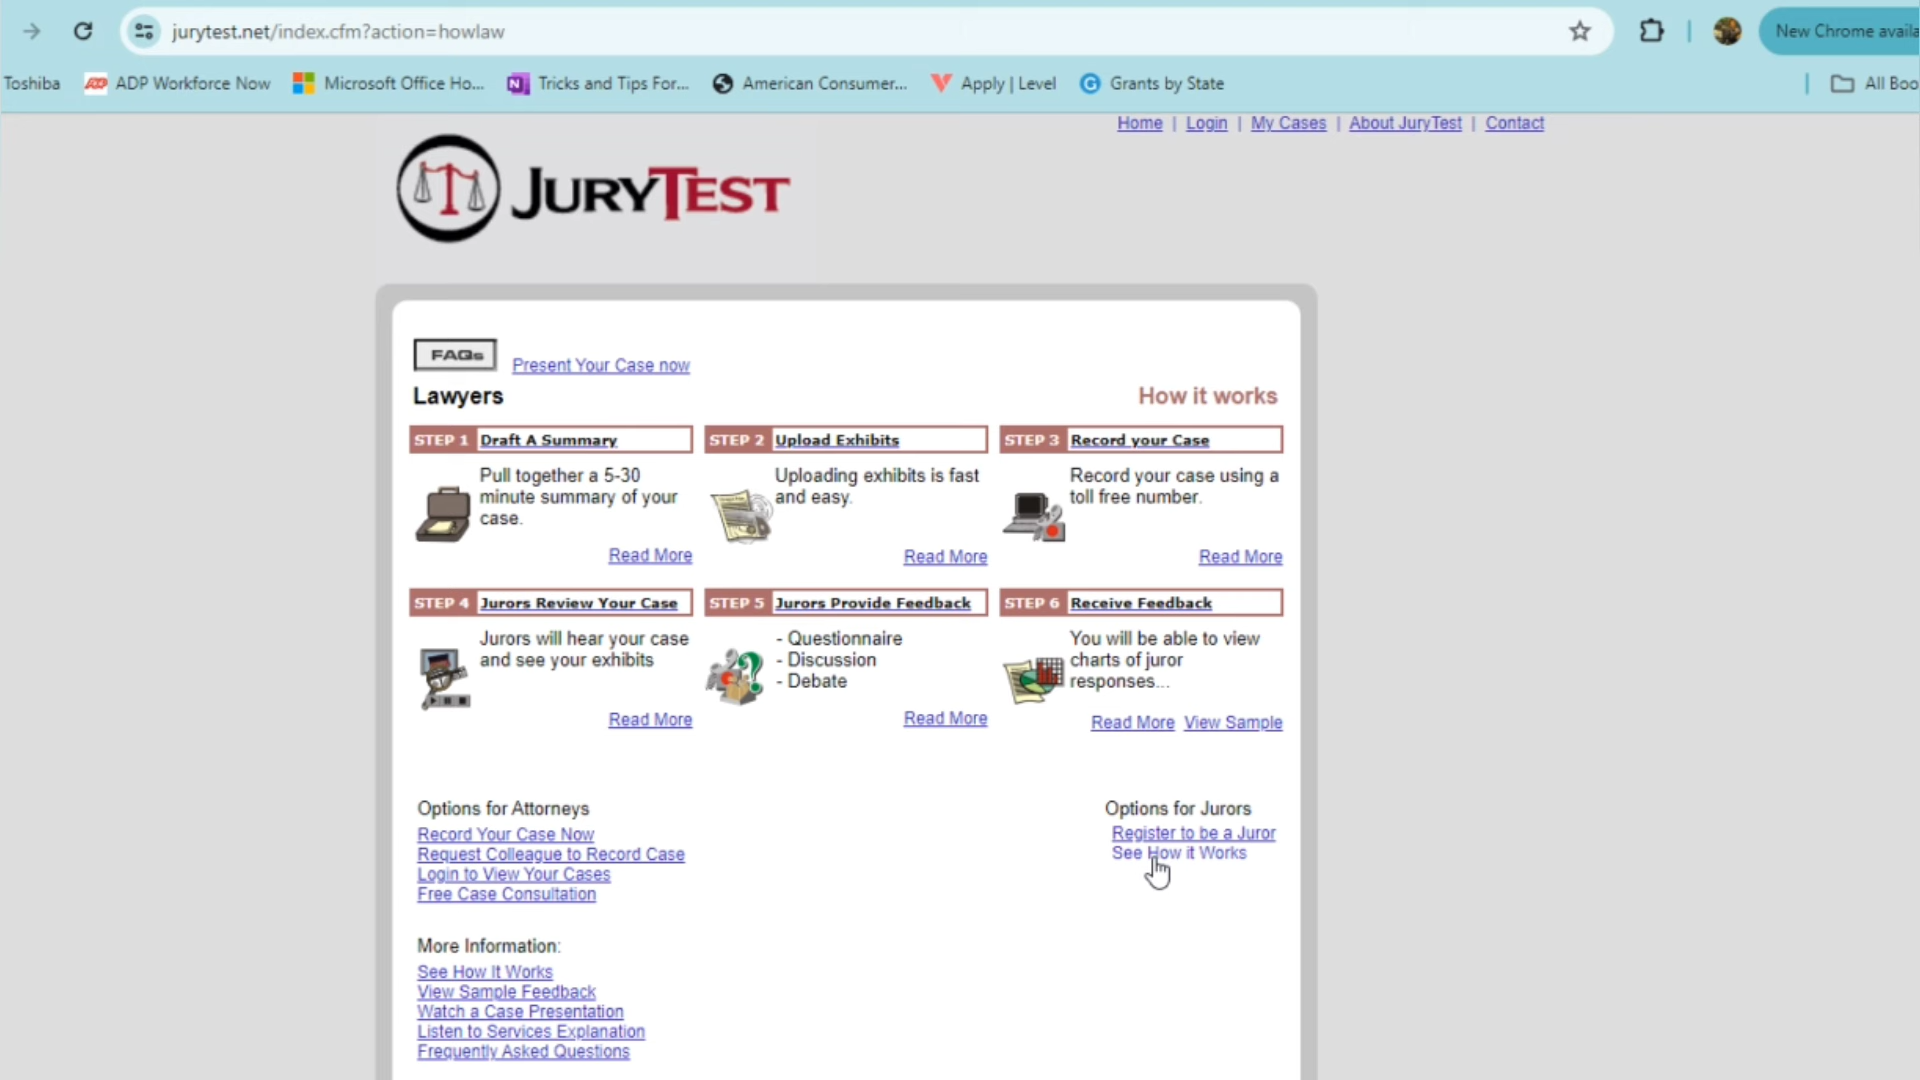 jurytest.net/index.cfm?action=howlaw
New Chrome availa
Toshiba
ADP Workforce Now
Microsoft Office Ho...
Tricks and Tips For...
American Consumer...
Apply | Level
Grants by State
All Boo
Home | Login | My Cases | About JuryTest | Contact
JURYTEST
FAQs
Present Your Case now
Lawyers
How it works
STEP 1 Draft A Summary
Pull together a 5-30
minute summary of your
case.
Read More
STEP 2 Upload Exhibits
Uploading exhibits is fast
and easy.
Read More
STEP 3 Record your Case
Record your case using a
toll free number.
Read More
STEP 4 Jurors Review Your Case
Jurors will hear your case
and see your exhibits
Read More
STEP 5 Jurors Provide Feedback
- Questionnaire
- Discussion
- Debate
Read More
STEP 6 Receive Feedback
You will be able to view
charts of juror
responses...
Read More View Sample
Options for Attorneys
Record Your Case Now
Request Colleague to Record Case
Login to View Your Cases
Free Case Consultation
Options for Jurors
Register to be a Juror
See How it Works
More Information:
See How It Works
View Sample Feedback
Watch a Case Presentation
Listen to Services Explanation
Frequently Asked Questions